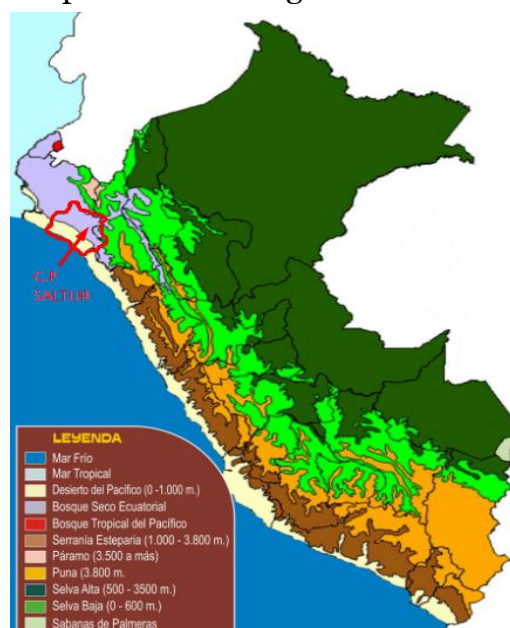 C.P
SALTUR
LEYENDA
Mar Frío
Mar Tropical
Desierto del Pacífico (0 -1.000 m.)
Bosque Seco Ecuatorial
Bosque Tropical del Pacífico
Serranía Esteparia (1.000 - 3.800 m.)
Páramo (3.500 a más)
Puna (3.800 m.
Selva Alta (500 - 3500 m.)
Selva Baja (0 - 600 m.)
Sabanas de Palmeras